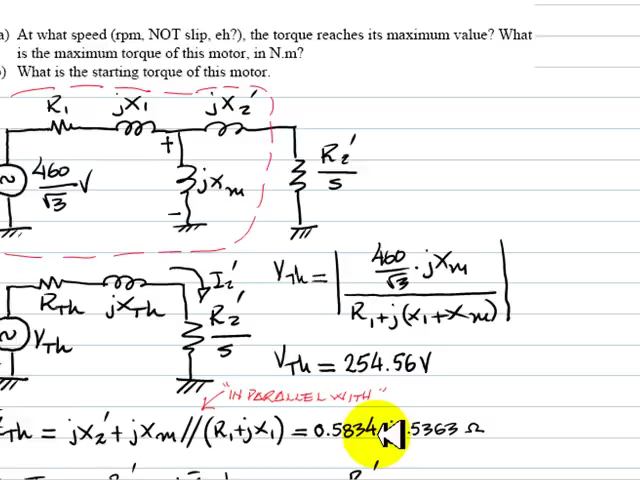 a) At what speed (rpm, NOT slip, eh?), the torque reaches its maximum value? What
is the maximum torque of this motor, in N.m?
) What is the starting torque of this motor.
R1 jX1 jX2'
460/√3 V + - jXm R2'/s
RTh jXTh I2'
VTh R2'/s
VTh = | 460/√3 · jXm / R1+j(X1+Xm) |
VTh = 254.56V
"IN PARALLEL WITH"
Th = jX2' + jXm // (R1+jX1) = 0.5834 .5363 Ω